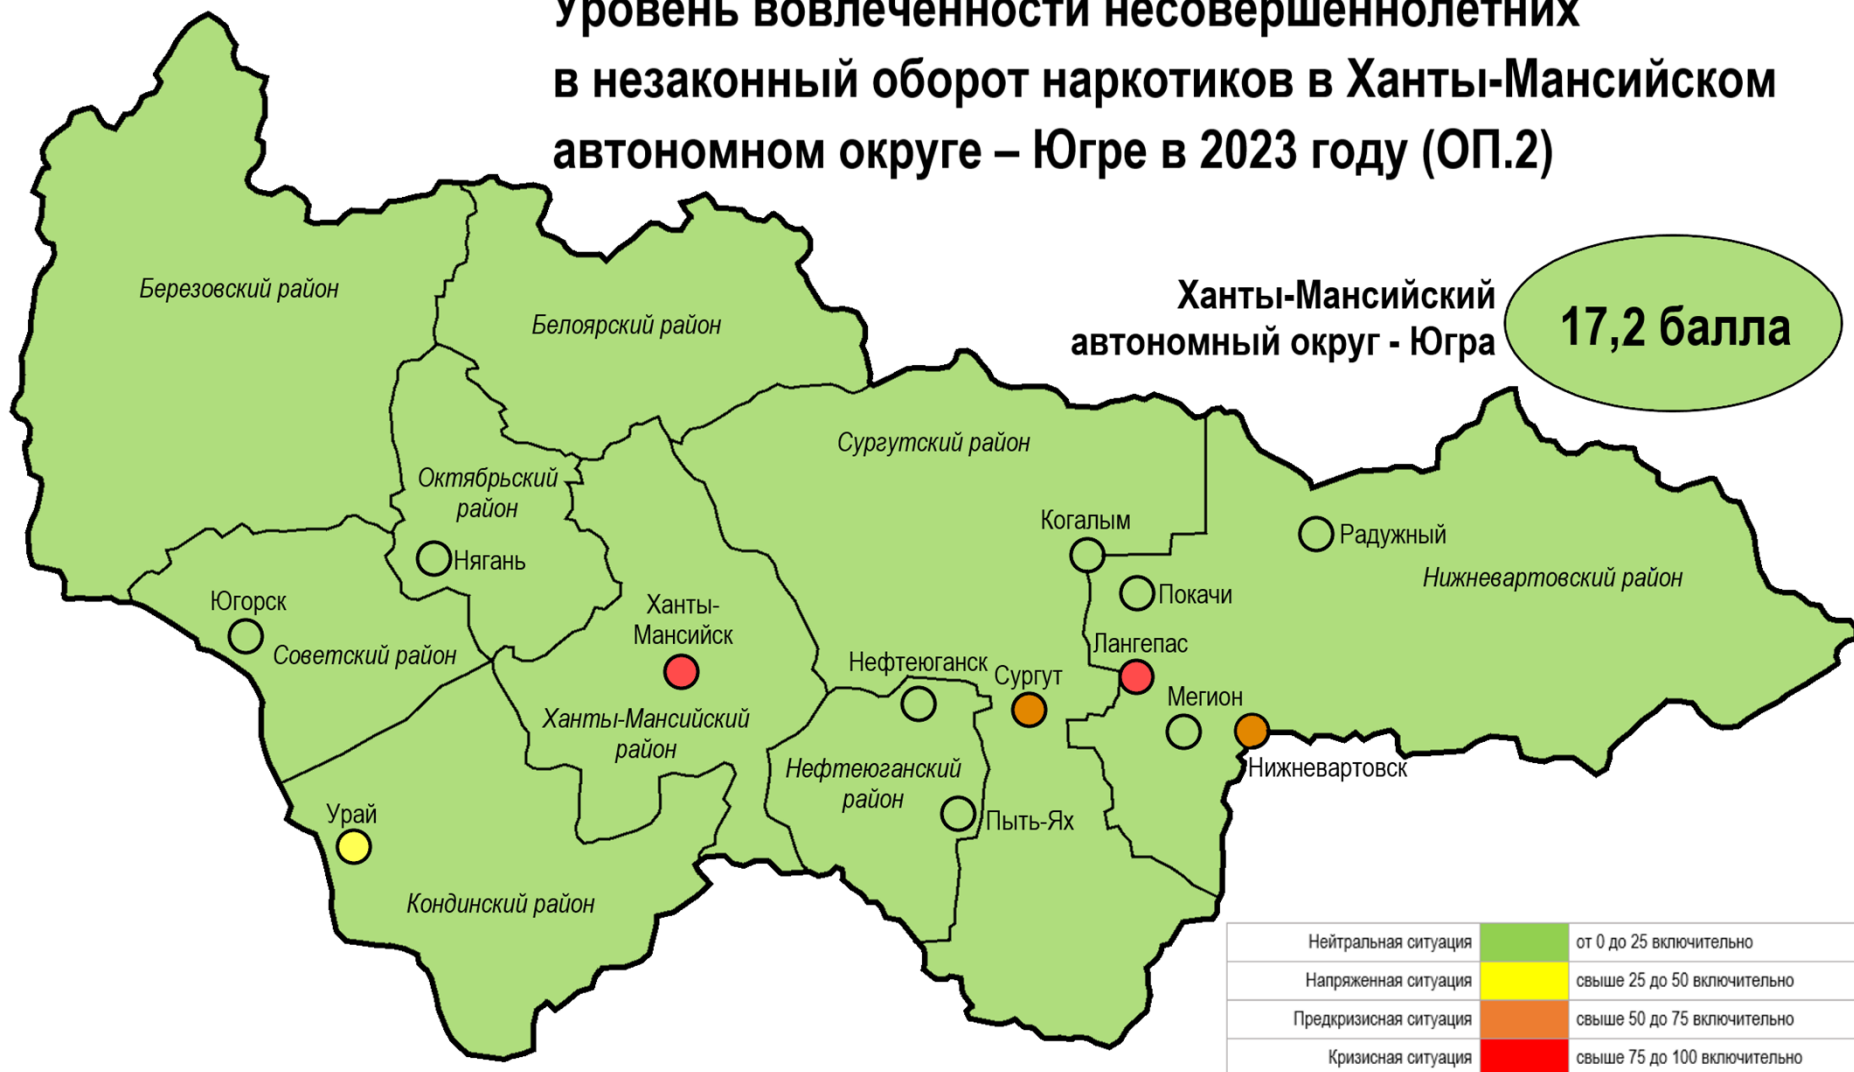 Уровень вовлеченности несовершеннолетних
в незаконный оборот наркотиков в Ханты-Мансийском
автономном округе – Югре в 2023 году (ОП.2)
Ханты-Мансийский
автономный округ - Югра
17,2 балла
Березовский район
Белоярский район
Сургутский район
Октябрьский
район
Когалым
Радужный
Нягань
Нижневартовский район
Покачи
Югорск
Ханты-
Мансийск
Советский район
Лангепас
Нефтеюганск
Сургут
Мегион
Ханты-Мансийский
район
Нижневартовск
Нефтеюганский
район
Урай
Пыть-Ях
Кондинский район
Нейтральная ситуация от 0 до 25 включительно
Напряженная ситуация свыше 25 до 50 включительно
Предкризисная ситуация свыше 50 до 75 включительно
Кризисная ситуация свыше 75 до 100 включительно